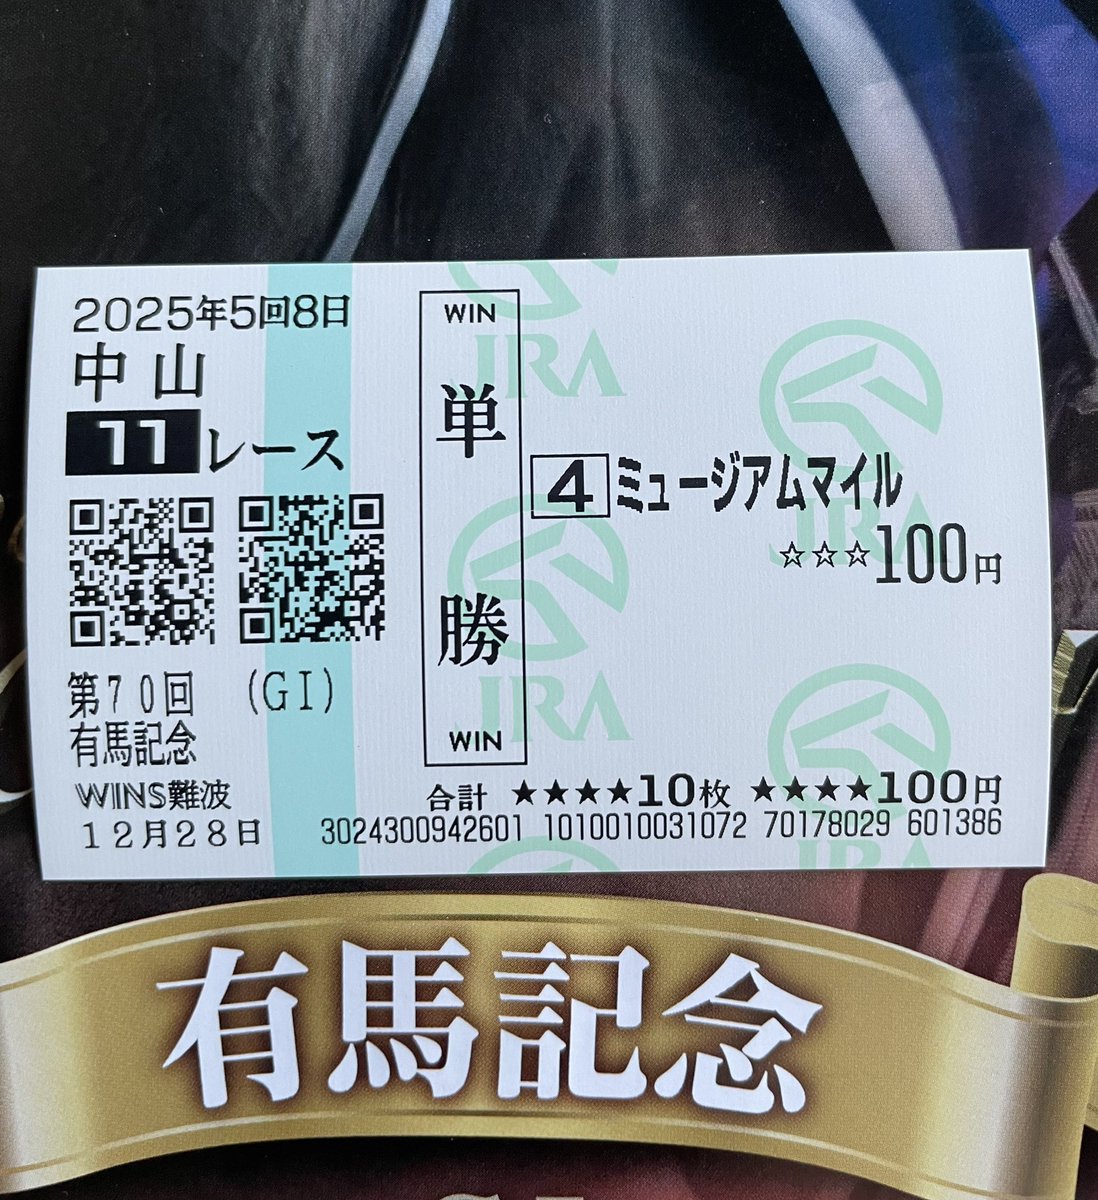 2025年5回8日
中山
11レース
第70回 (GI)
有馬記念
WINS難波
12月28日
WIN
単勝
WIN
4 ミュージアムマイル
☆☆☆100円
合計 ★★★★10枚 ★★★★100円
3024300942601 1010010031072 70178029 601386
JRA
JRA
JRA
JRA
有馬記念